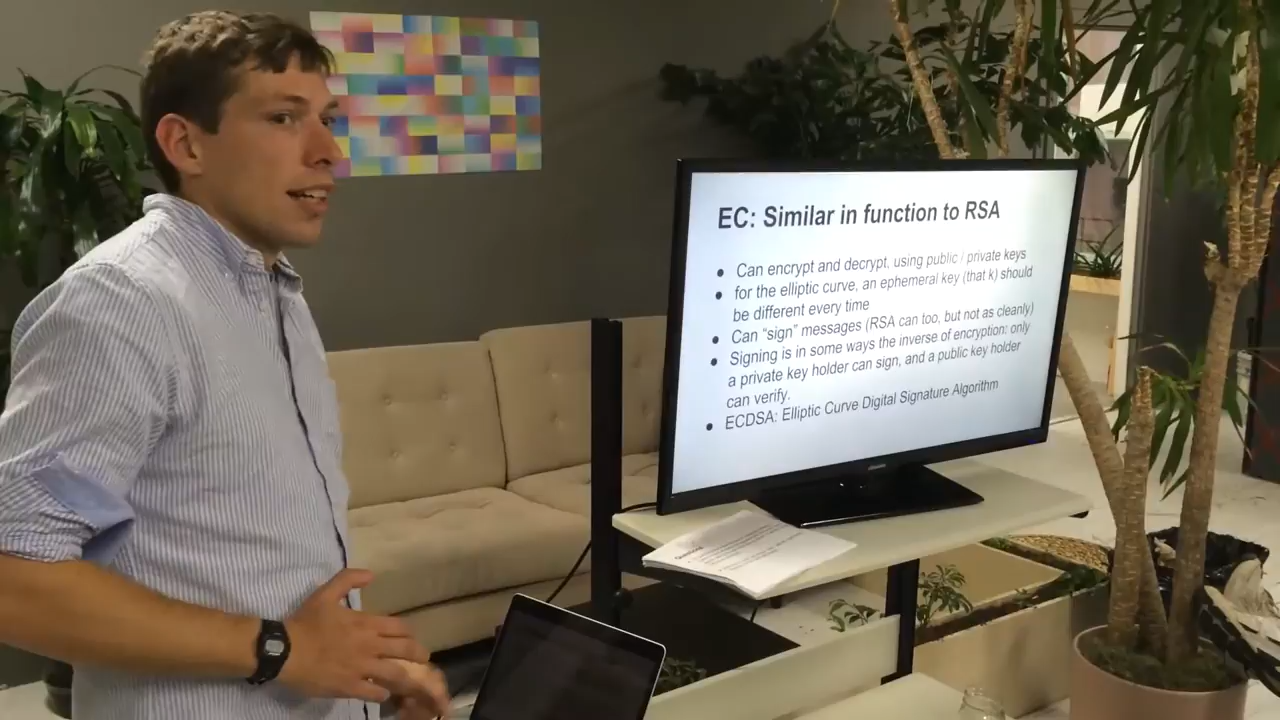 EC: Similar in function to RSA
Can encrypt and decrypt, using public / private keys
for the elliptic curve, an ephemeral key (that k) should
be different every time
Can “sign” messages (RSA can too, but not as cleanly)
Signing is in some ways the inverse of encryption: only
a private key holder can sign, and a public key holder
can verify.
ECDSA: Elliptic Curve Digital Signature Algorithm